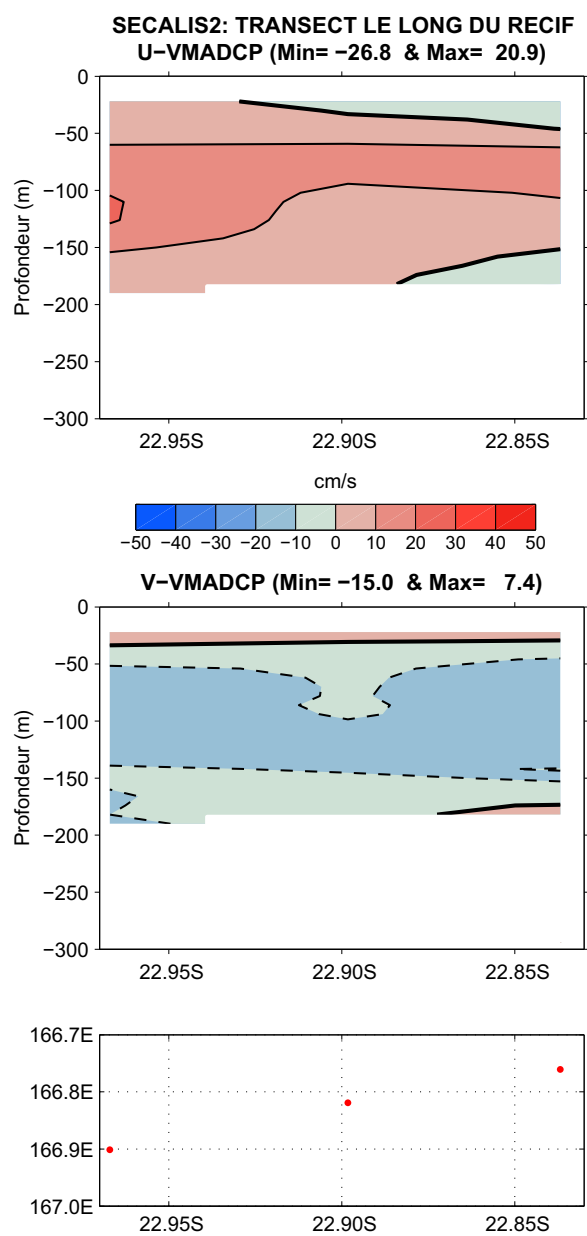 SECALIS2: TRANSECT LE LONG DU RECIF
U−VMADCP (Min= −26.8 & Max= 20.9)
0
−50
−100
−150
−200
−250
−300
Profondeur (m)
22.95S 22.90S 22.85S
cm/s
−50 −40 −30 −20 −10 0 10 20 30 40 50
V−VMADCP (Min= −15.0 & Max= 7.4)
0
−50
−100
−150
−200
−250
−300
Profondeur (m)
22.95S 22.90S 22.85S
166.7E
166.8E
166.9E
167.0E
22.95S 22.90S 22.85S